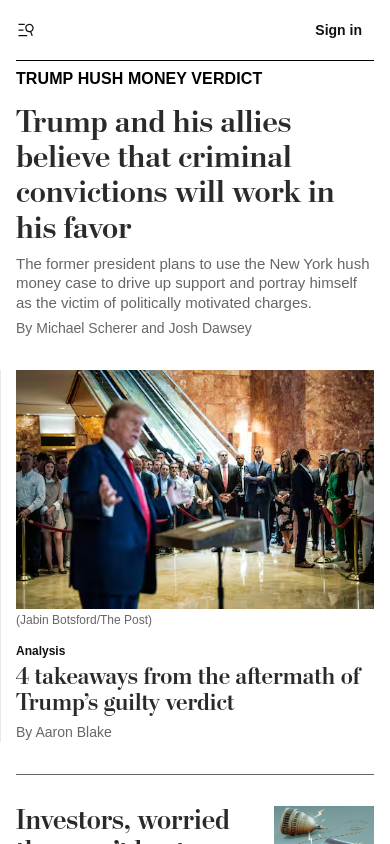 Sign in
TRUMP HUSH MONEY VERDICT
Trump and his allies
believe that criminal
convictions will work in
his favor
The former president plans to use the New York hush
money case to drive up support and portray himself
as the victim of politically motivated charges.
By Michael Scherer and Josh Dawsey
(Jabin Botsford/The Post)
Analysis
4 takeaways from the aftermath of
Trump’s guilty verdict
By Aaron Blake
Investors, worried